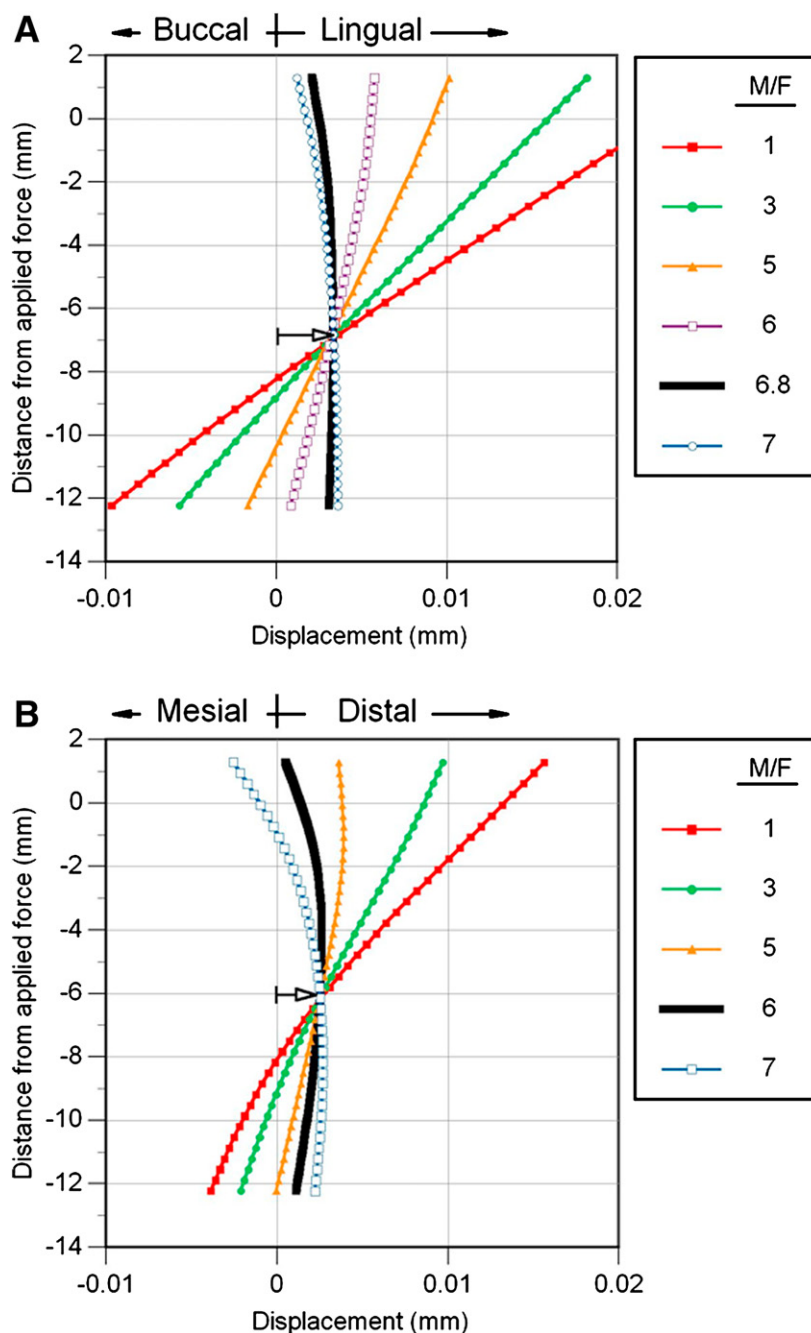 A
Buccal Lingual
2
0
-2
-4
-6
-8
-10
-12
-14
Distance from applied force (mm)
-0.01 0 0.01 0.02
Displacement (mm)
M/F
1
3
5
6
6.8
7
B
Mesial Distal
2
0
-2
-4
-6
-8
-10
-12
-14
Distance from applied force (mm)
-0.01 0 0.01 0.02
Displacement (mm)
M/F
1
3
5
6
7